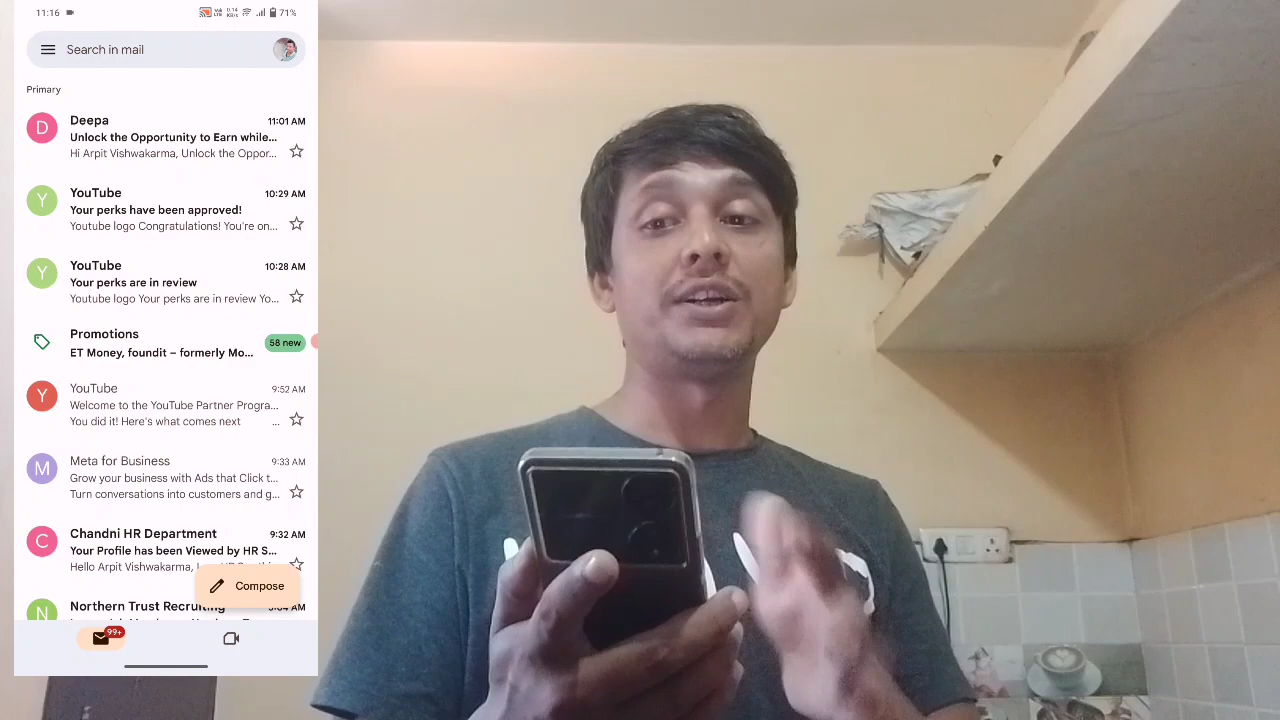 11:16
0.14
KB/s
71%
Search in mail
Primary
D
Deepa
11:01 AM
Unlock the Opportunity to Earn while...
Hi Arpit Vishwakarma, Unlock the Oppor...
Y
YouTube
10:29 AM
Your perks have been approved!
Youtube logo Congratulations! You're on...
Y
YouTube
10:28 AM
Your perks are in review
Youtube logo Your perks are in review Yo...
Promotions
58 new
ET Money, foundit – formerly Mo...
Y
YouTube
9:52 AM
Welcome to the YouTube Partner Progra...
You did it! Here's what comes next ...
M
Meta for Business
9:33 AM
Grow your business with Ads that Click t...
Turn conversations into customers and g...
C
Chandni HR Department
9:32 AM
Your Profile has been Viewed by HR S...
Compose
N
Northern Trust Recruiting
99+